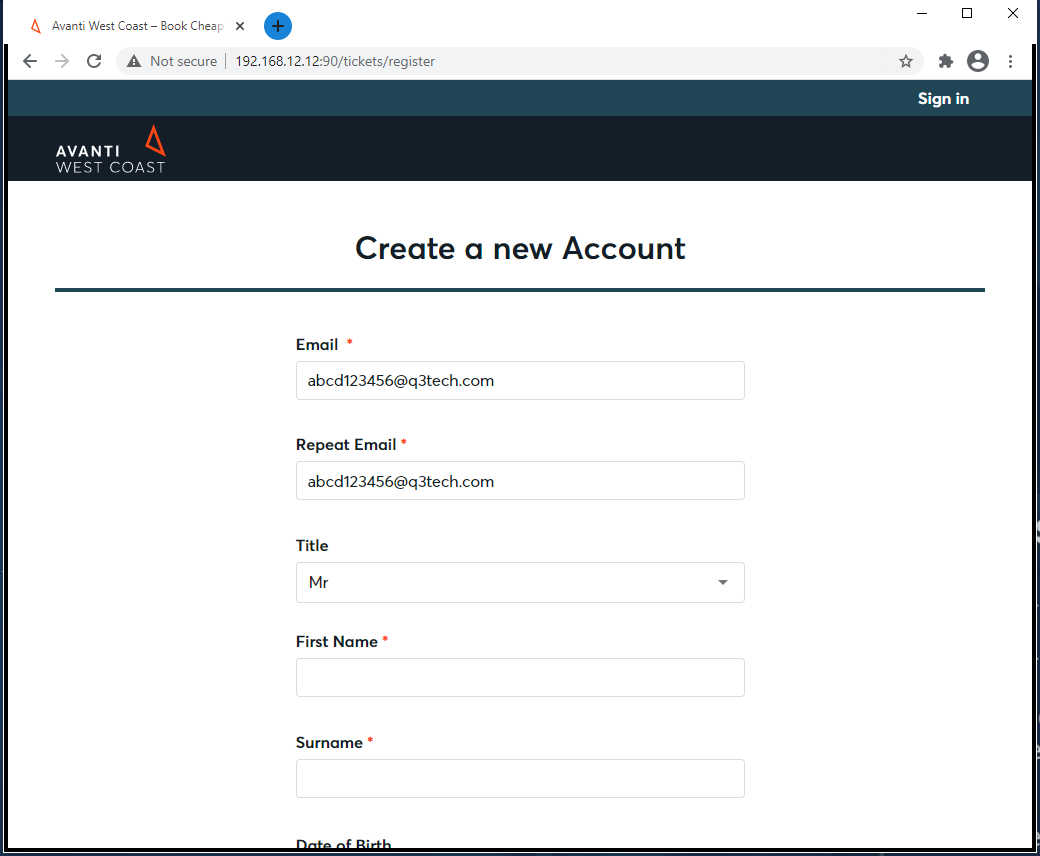 Avanti West Coast – Book Cheap
Not secure
192.168.12.12:90/tickets/register
Sign in
AVANTI
WEST COAST
Create a new Account
Email *
abcd123456@q3tech.com
Repeat Email *
abcd123456@q3tech.com
Title
Mr
First Name *
Surname *
Date of Birth